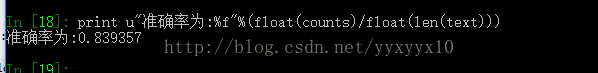 In [18]: print u"准确率为:%f"%(float(counts)/float(len(text)))
准确率为:0.839357
http://blog.csdn.net/yyxyyx10
In [19]: